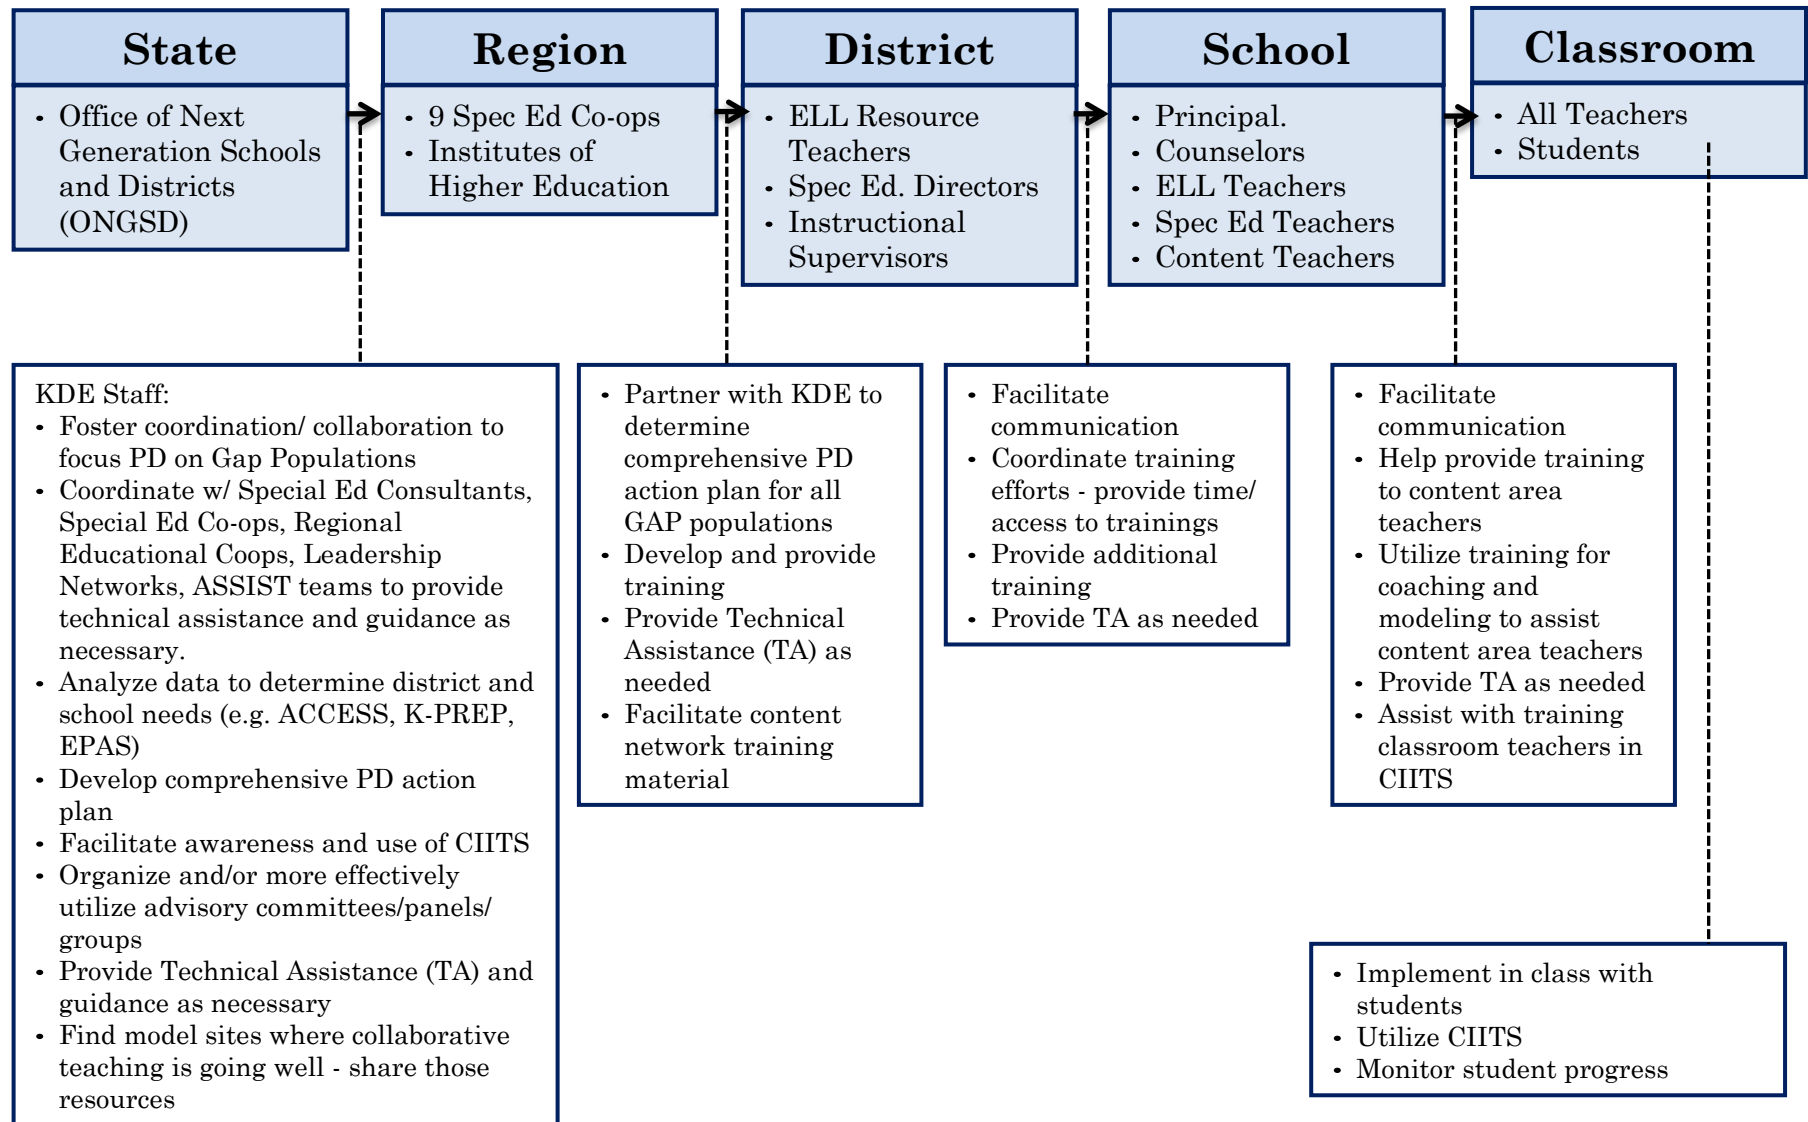 State
• Office of Next
Generation Schools
and Districts
(ONGSD)
Region
• 9 Spec Ed Co-ops
• Institutes of
Higher Education
District
• ELL Resource
Teachers
• Spec Ed. Directors
• Instructional
Supervisors
School
• Principal.
• Counselors
• ELL Teachers
• Spec Ed Teachers
• Content Teachers
Classroom
• All Teachers
• Students
KDE Staff:
• Foster coordination/ collaboration to
focus PD on Gap Populations
• Coordinate w/ Special Ed Consultants,
Special Ed Co-ops, Regional
Educational Coops, Leadership
Networks, ASSIST teams to provide
technical assistance and guidance as
necessary.
• Analyze data to determine district and
school needs (e.g. ACCESS, K-PREP,
EPAS)
• Develop comprehensive PD action
plan
• Facilitate awareness and use of CIITS
• Organize and/or more effectively
utilize advisory committees/panels/
groups
• Provide Technical Assistance (TA) and
guidance as necessary
• Find model sites where collaborative
teaching is going well - share those
resources
• Partner with KDE to
determine
comprehensive PD
action plan for all
GAP populations
• Develop and provide
training
• Provide Technical
Assistance (TA) as
needed
• Facilitate content
network training
material
• Facilitate
communication
• Coordinate training
efforts - provide time/
access to trainings
• Provide additional
training
• Provide TA as needed
• Facilitate
communication
• Help provide training
to content area
teachers
• Utilize training for
coaching and
modeling to assist
content area teachers
• Provide TA as needed
• Assist with training
classroom teachers in
CIITS
• Implement in class with
students
• Utilize CIITS
• Monitor student progress